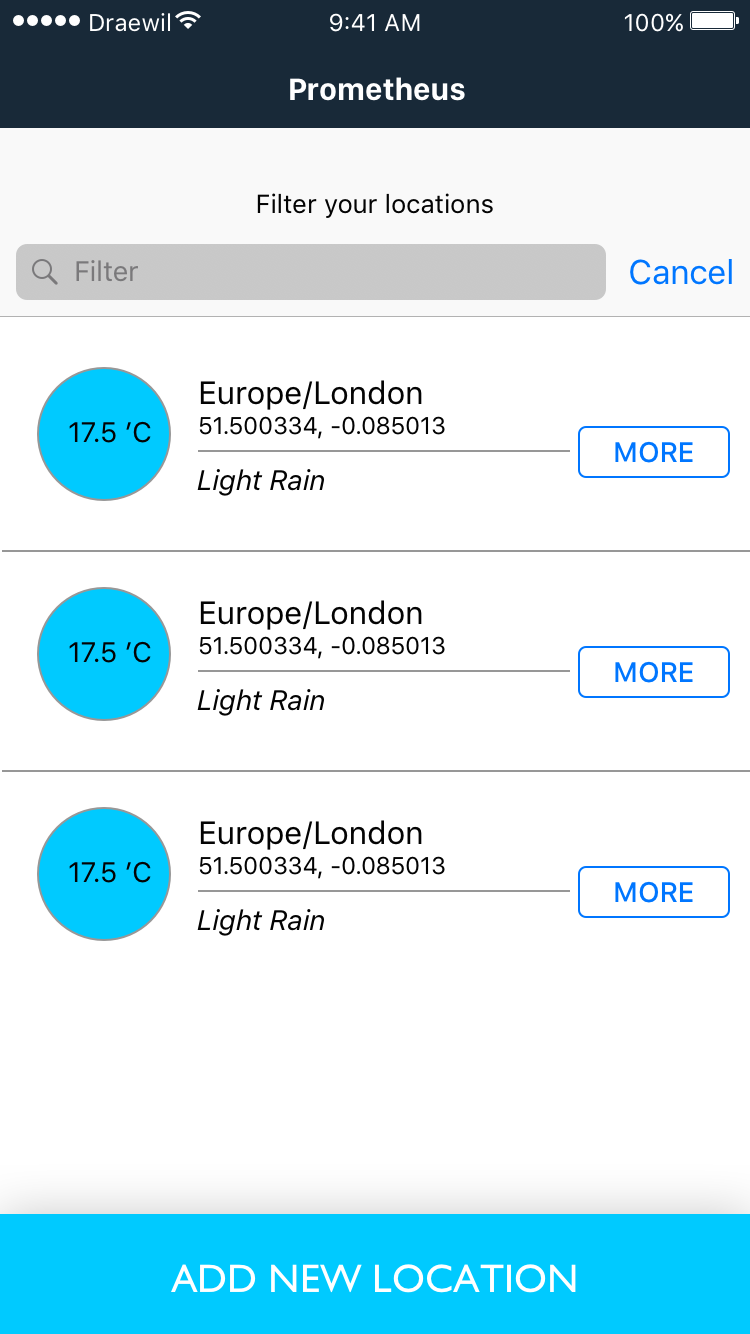 Draewil 9:41 AM 100%
Prometheus
Filter your locations
Filter Cancel
17.5 ’C
Europe/London
51.500334, -0.085013
Light Rain
MORE
17.5 ’C
Europe/London
51.500334, -0.085013
Light Rain
MORE
17.5 ’C
Europe/London
51.500334, -0.085013
Light Rain
MORE
ADD NEW LOCATION